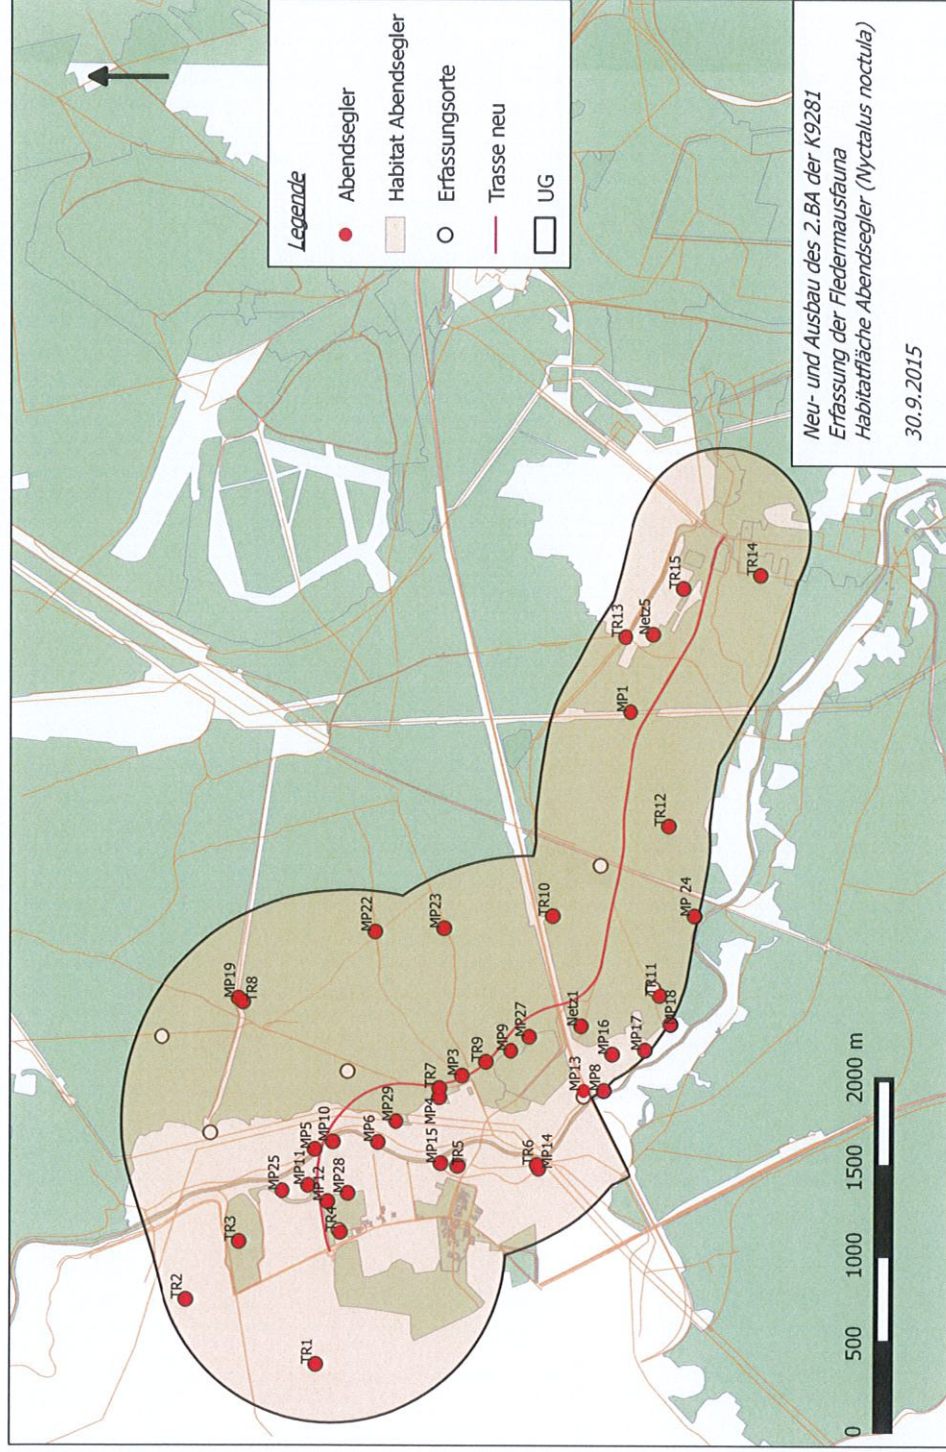 Legende
Abendsegler
Habitat Abendsegler
Erfassungsorte
Trasse neu
UG
TR2
TR3
TR1
MP25
MP11
MP5
MP10
MP12
TR4
MP28
MP6
MP29
MP19
TR8
MP22
MP23
MP15
TR5
MP4
TR7
MP3
TR9
MP9
MP27
TR6
MP14
TR10
Netz1
MP13
MP8
MP16
MP17
MP18
TR11
MP 24
TR12
MP1
TR13
Netz5
TR15
TR14
0 500 1000 1500 2000 m
Neu- und Ausbau des 2.BA der K9281
Erfassung der Fledermausfauna
Habitatfläche Abendsegler (Nyctalus noctula)
30.9.2015